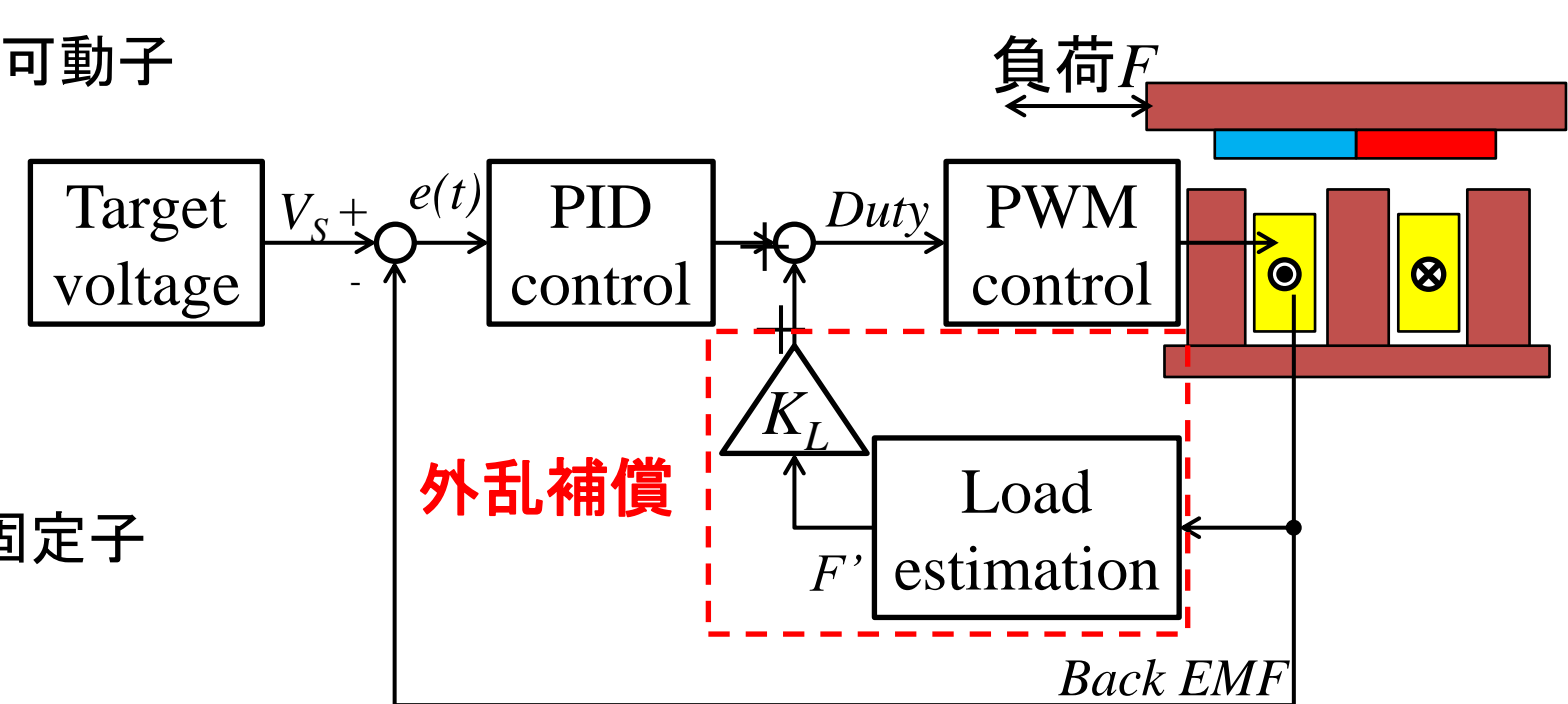 可動子
負荷F
Target
voltage
V_S +
-
e(t)
PID
control
+
Duty
PWM
control
+
K_L
外乱補償
Load
estimation
F’
固定子
Back EMF